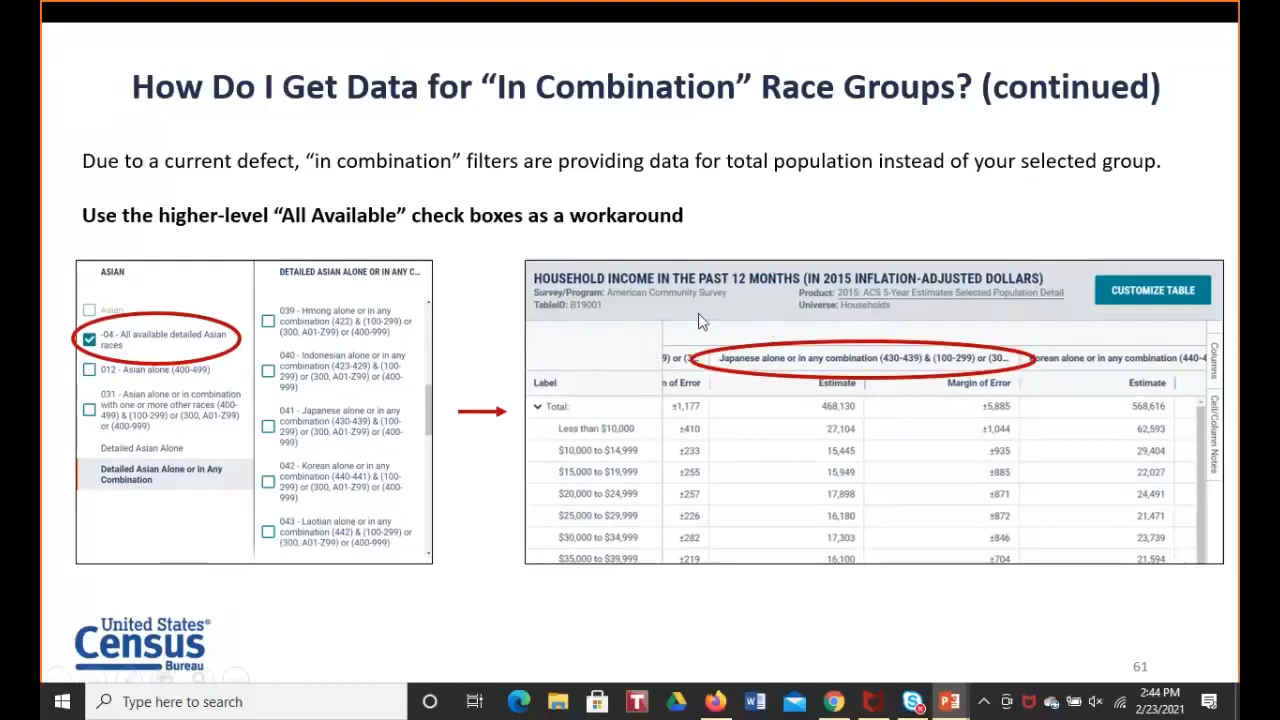 How Do I Get Data for “In Combination” Race Groups? (continued)
Due to a current defect, “in combination” filters are providing data for total population instead of your selected group.
Use the higher-level “All Available” check boxes as a workaround
ASIAN
Asian
-04 - All available detailed Asian
races
012 - Asian alone (400-499)
031 - Asian alone or in combination
with one or more other races (400-
499) & (100-299) or (300, A01-Z99)
or (400-999)
Detailed Asian Alone
Detailed Asian Alone or in Any
Combination
DETAILED ASIAN ALONE OR IN ANY C...
039 - Hmong alone or in any
combination (422) & (100-299) or
(300, A01-Z99) or (400-999)
040 - Indonesian alone or in any
combination (423-429) & (100-
299) or (300, A01-Z99) or (400-
999)
041 - Japanese alone or in any
combination (430-439) & (100-
299) or (300, A01-Z99) or (400-
999)
042 - Korean alone or in any
combination (440-441) & (100-
299) or (300, A01-Z99) or (400-
999)
043 - Laotian alone or in any
combination (442) & (100-299) or
(300, A01-Z99) or (400-999)
HOUSEHOLD INCOME IN THE PAST 12 MONTHS (IN 2015 INFLATION-ADJUSTED DOLLARS)
Survey/Program: American Community Survey Product: 2015: ACS 5-Year Estimates Selected Population Detail
TableID: B19001 Universe: Households
CUSTOMIZE TABLE
9) or (3... Japanese alone or in any combination (430-439) & (100-299) or (30... orean alone or in any combination (440-4
Label n of Error Estimate Margin of Error Estimate
Total: ±1,177 468,130 ±5,885 568,616
Less than $10,000 ±410 27,104 ±1,044 62,593
$10,000 to $14,999 ±233 15,445 ±935 29,404
$15,000 to $19,999 ±255 15,949 ±885 22,027
$20,000 to $24,999 ±257 17,898 ±871 24,491
$25,000 to $29,999 ±226 16,180 ±872 21,471
$30,000 to $34,999 ±282 17,303 ±846 23,739
$35,000 to $39,999 ±219 16,100 ±704 21,594
Columns
Cell/Column Notes
United States®
Census
Bureau
61
Type here to search
2:44 PM
2/23/2021